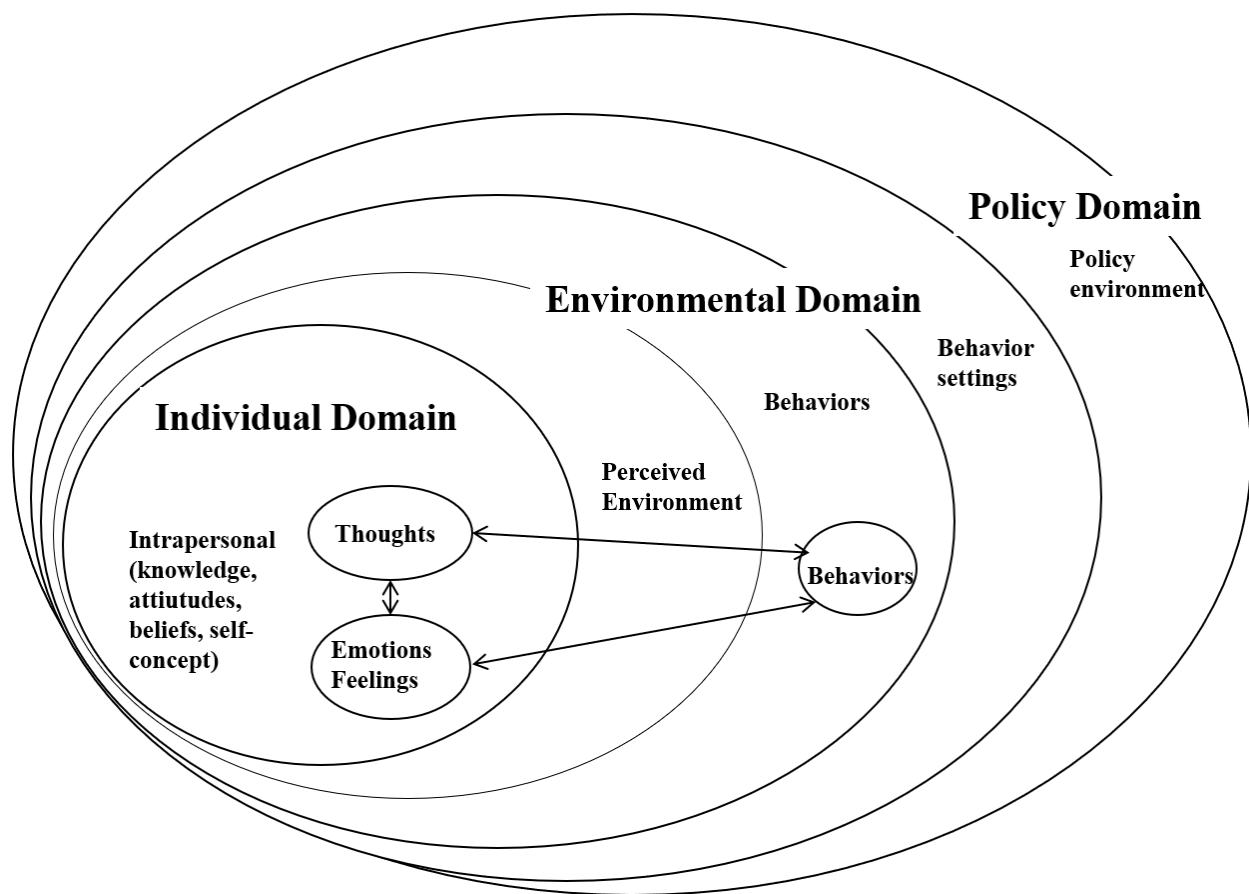 Policy Domain
Policy
environment
Environmental Domain
Behavior
settings
Behaviors
Individual Domain
Perceived
Environment
Thoughts
Intrapersonal
(knowledge,
attiutudes,
beliefs, self-
concept)
Behaviors
Emotions
Feelings